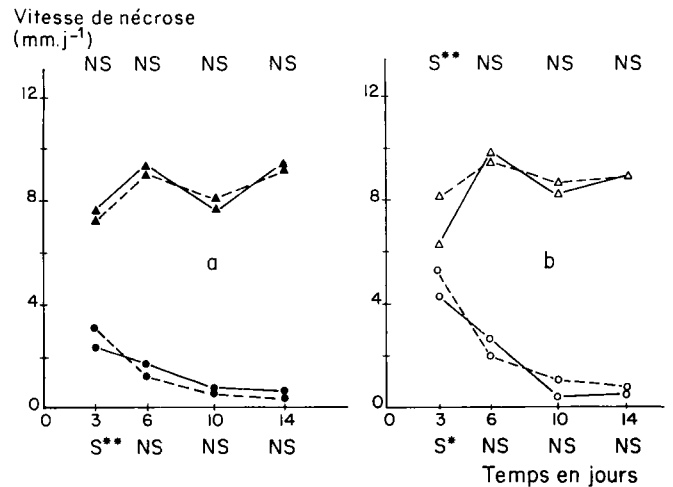 Vitesse de nécrose
(mm.j⁻¹)
NS NS NS NS
S** NS NS NS
12
8
4
0
a
0 3 6 10 14
S** NS NS NS
12
8
4
0
b
0 3 6 10 14
S* NS NS NS
Temps en jours